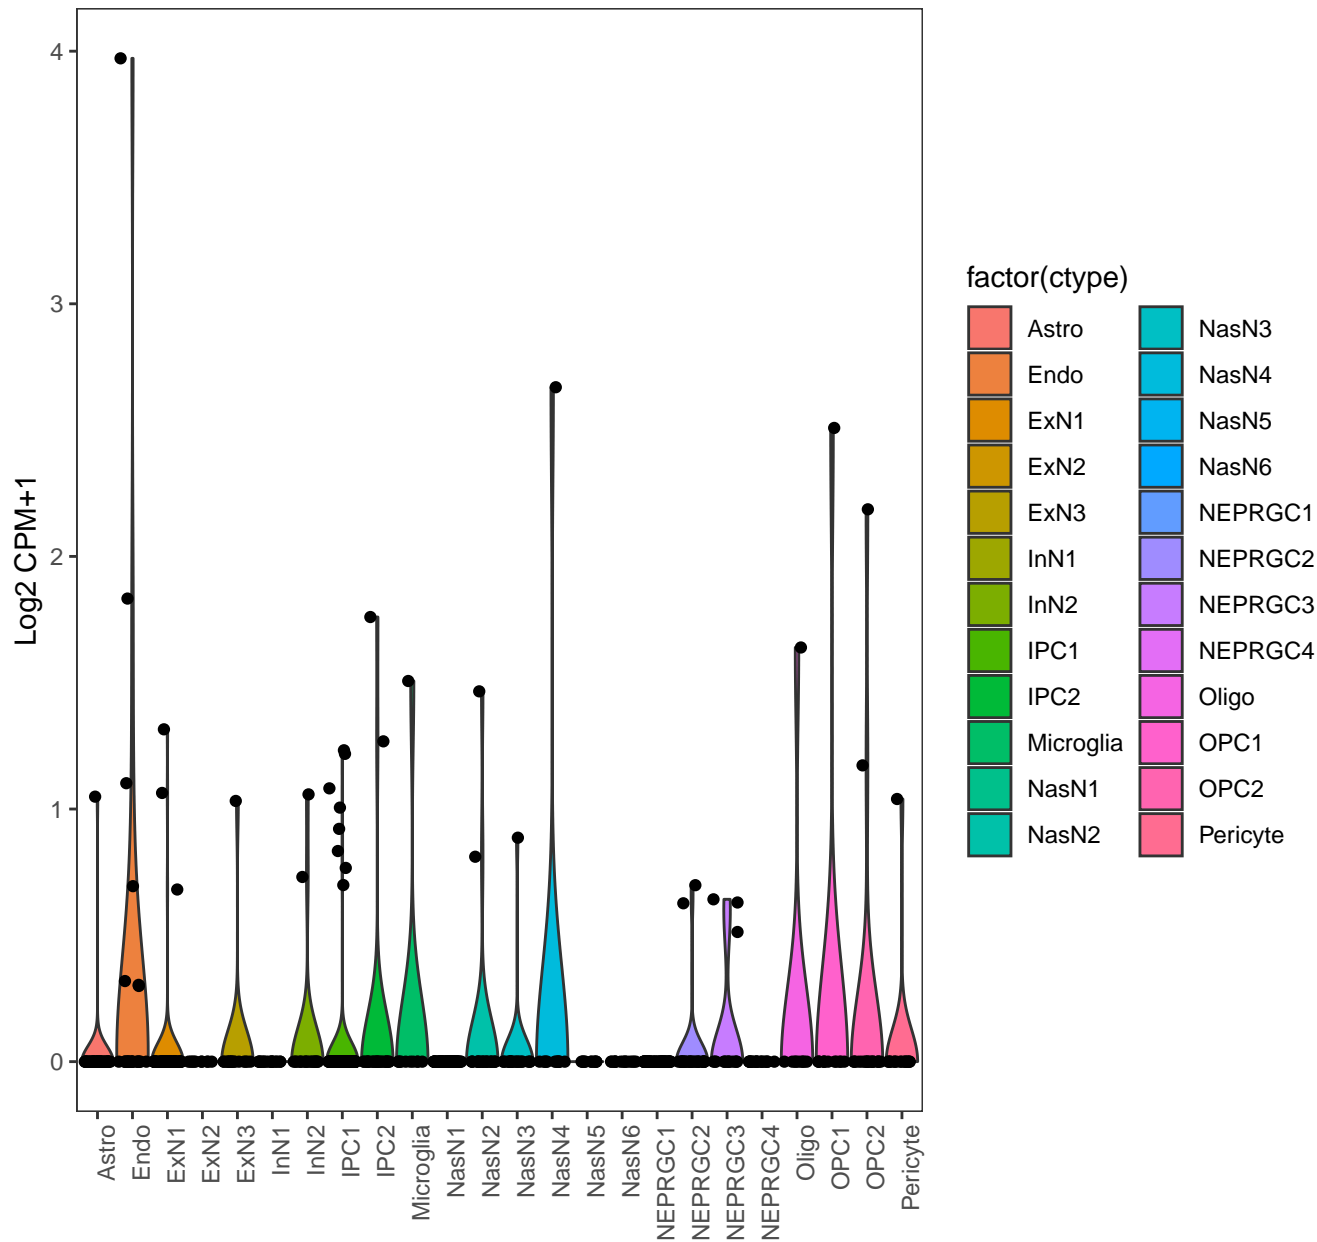 4
3
2
1
0
Log2 CPM+1
Astro
Endo
ExN1
ExN2
ExN3
InN1
InN2
IPC1
IPC2
Microglia
NasN1
NasN2
NasN3
NasN4
NasN5
NasN6
NEPRGC1
NEPRGC2
NEPRGC3
NEPRGC4
Oligo
OPC1
OPC2
Pericyte
factor(ctype)
Astro
Endo
ExN1
ExN2
ExN3
InN1
InN2
IPC1
IPC2
Microglia
NasN1
NasN2
NasN3
NasN4
NasN5
NasN6
NEPRGC1
NEPRGC2
NEPRGC3
NEPRGC4
Oligo
OPC1
OPC2
Pericyte